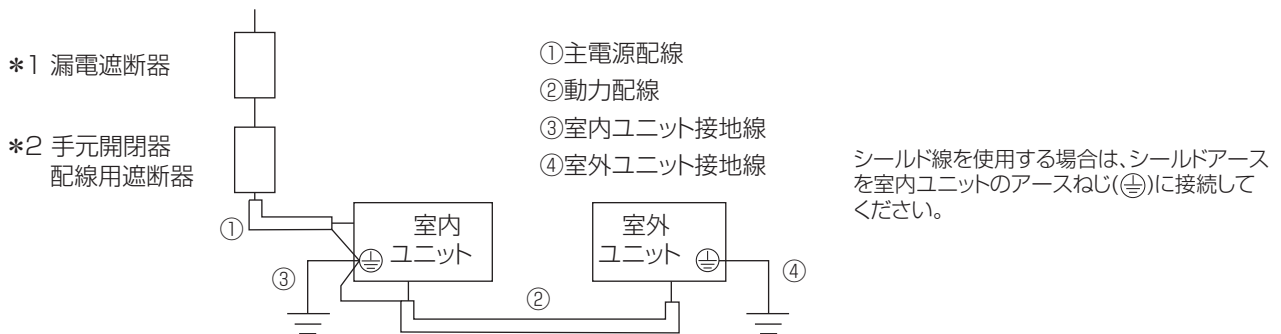 *1 漏電遮断器
*2 手元開閉器
配線用遮断器
①主電源配線
②動力配線
③室内ユニット接地線
④室外ユニット接地線
シールド線を使用する場合は、シールドアース
を室内ユニットのアースねじ(⏚)に接続して
ください。
①
室内
ユニット
③
②
室外
ユニット
④